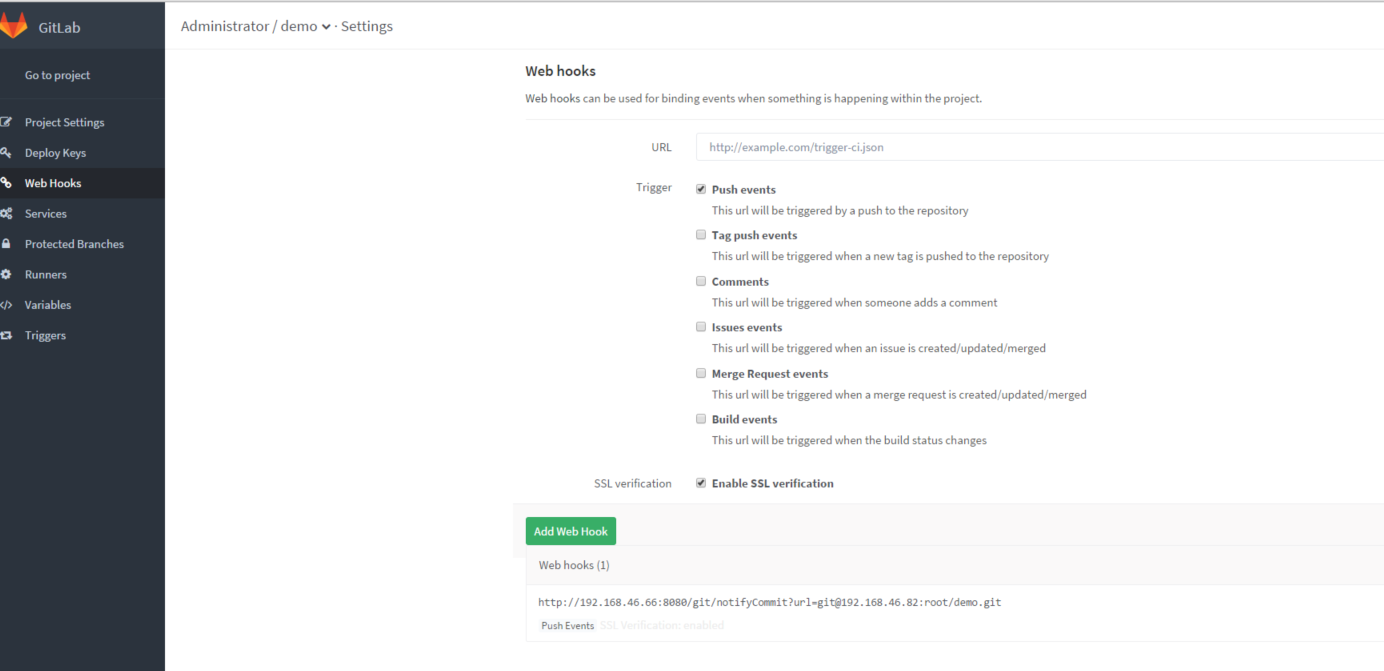 GitLab
Administrator / demo · Settings
Go to project
Project Settings
Deploy Keys
Web Hooks
Services
Protected Branches
Runners
Variables
Triggers
Web hooks
Web hooks can be used for binding events when something is happening within the project.
URL
http://example.com/trigger-ci.json
Trigger
Push events
This url will be triggered by a push to the repository
Tag push events
This url will be triggered when a new tag is pushed to the repository
Comments
This url will be triggered when someone adds a comment
Issues events
This url will be triggered when an issue is created/updated/merged
Merge Request events
This url will be triggered when a merge request is created/updated/merged
Build events
This url will be triggered when the build status changes
SSL verification
Enable SSL verification
Add Web Hook
Web hooks (1)
http://192.168.46.66:8080/git/notifyCommit?url=git@192.168.46.82:root/demo.git
Push Events SSL Verification: enabled